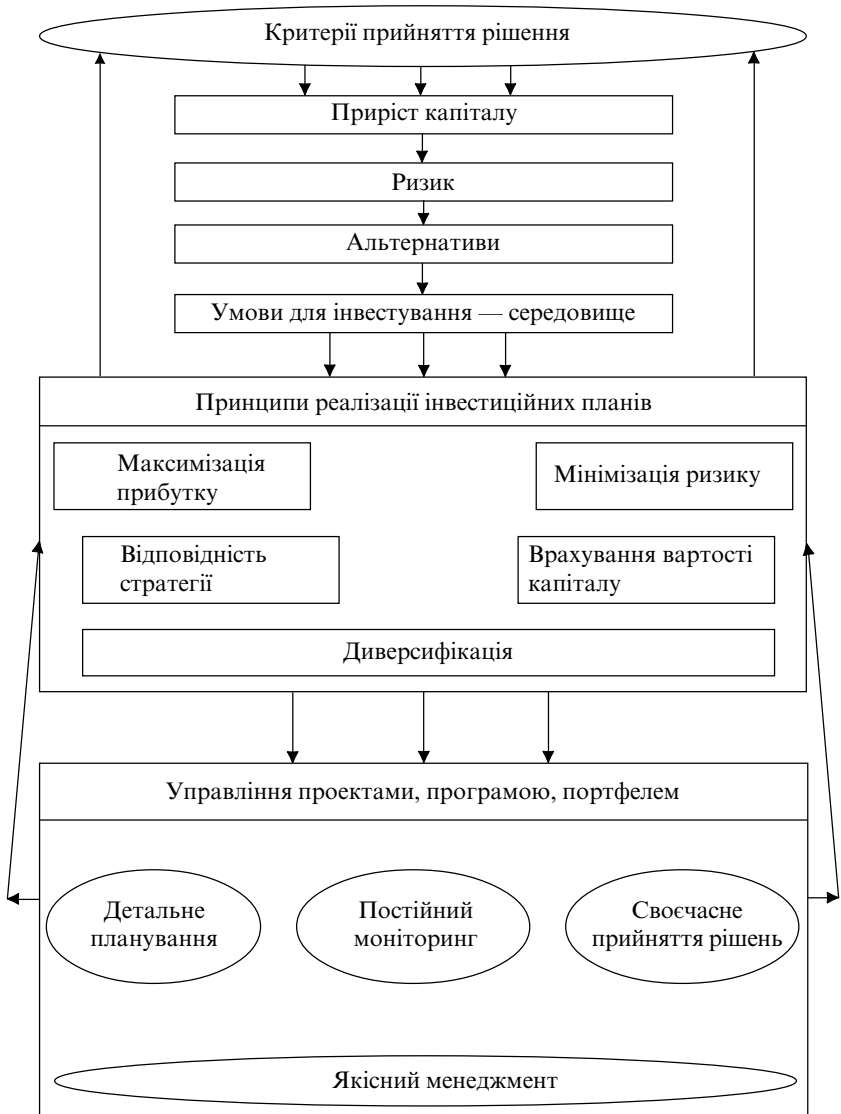 Критерії прийняття рішення
Приріст капіталу
Ризик
Альтернативи
Умови для інвестування — середовище
Принципи реалізації інвестиційних планів
Максимізація
прибутку
Мінімізація ризику
Відповідність
стратегії
Врахування вартості
капіталу
Диверсифікація
Управління проектами, програмою, портфелем
Детальне
планування
Постійний
моніторинг
Своєчасне
прийняття рішень
Якісний менеджмент